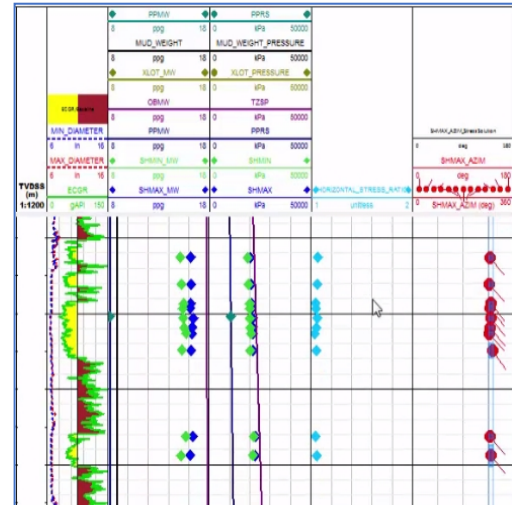 PPMW PPRS
8 ppg 18 0 kPa 50000
MUD_WEIGHT MUD_WEIGHT_PRESSURE
8 ppg 18 0 kPa 50000
XLOT_MW XLOT_PRESSURE
8 ppg 18 0 kPa 50000
OBMW TZSP
8 ppg 18 0 kPa 50000
MIN_DIAMETER PPMW PPRS
6 in 16 8 ppg 18 0 kPa 50000
MAX_DIAMETER SHMIN_MW SHMIN SHMAX_AZIM
6 in 16 8 ppg 18 0 kPa 50000 0 deg 180
TVDSS
(m) ECGR SHMAX_MW SHMAX HORIZONTAL_STRESS_RATIO
1:1200 0 gAPI 150 8 ppg 18 0 kPa 50000 1 unitless 2 0 SHMAX_AZIM (deg) 360